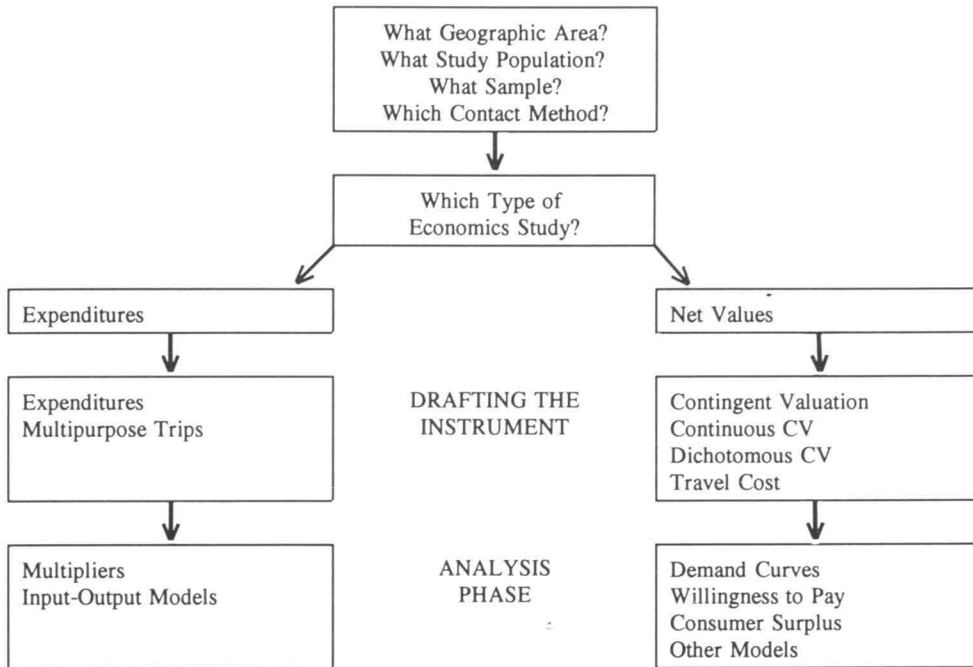 What Geographic Area?
What Study Population?
What Sample?
Which Contact Method?
Which Type of
Economics Study?
Expenditures
Net Values
Expenditures
Multipurpose Trips
DRAFTING THE
INSTRUMENT
Contingent Valuation
Continuous CV
Dichotomous CV
Travel Cost
Multipliers
Input-Output Models
ANALYSIS
PHASE
Demand Curves
Willingness to Pay
Consumer Surplus
Other Models